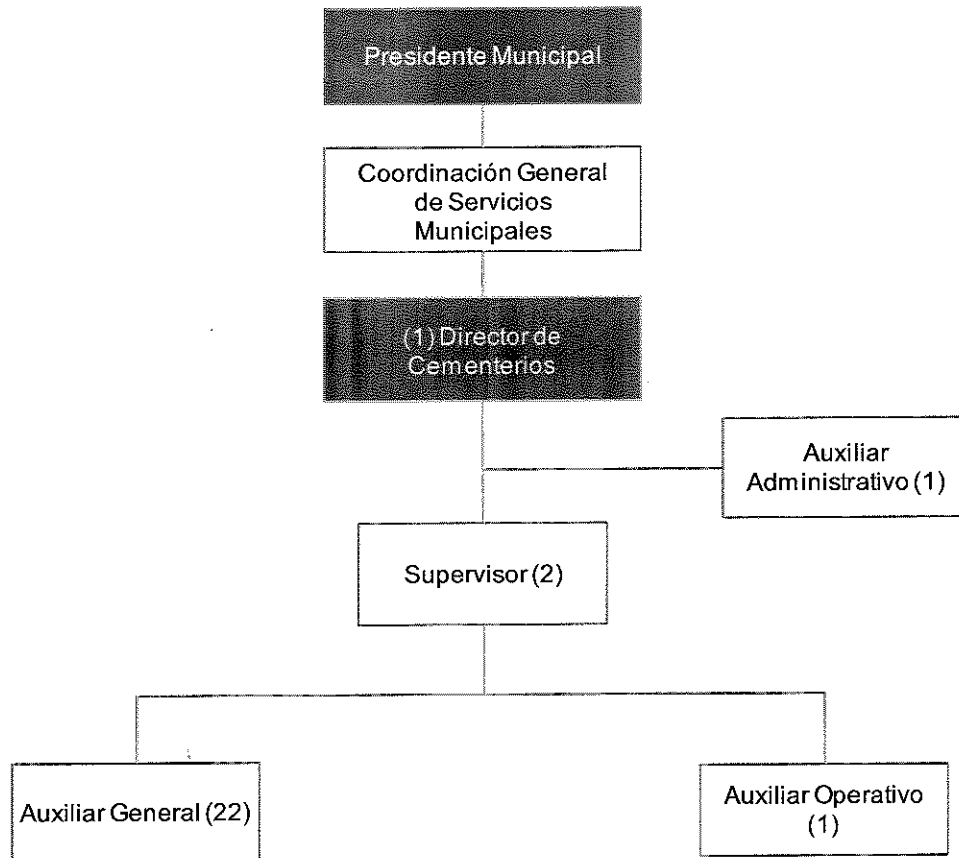 Presidente Municipal
Coordinación General
de Servicios
Municipales
(1) Director de
Cementerios
Auxiliar
Administrativo (1)
Supervisor (2)
Auxiliar General (22)
Auxiliar Operativo
(1)